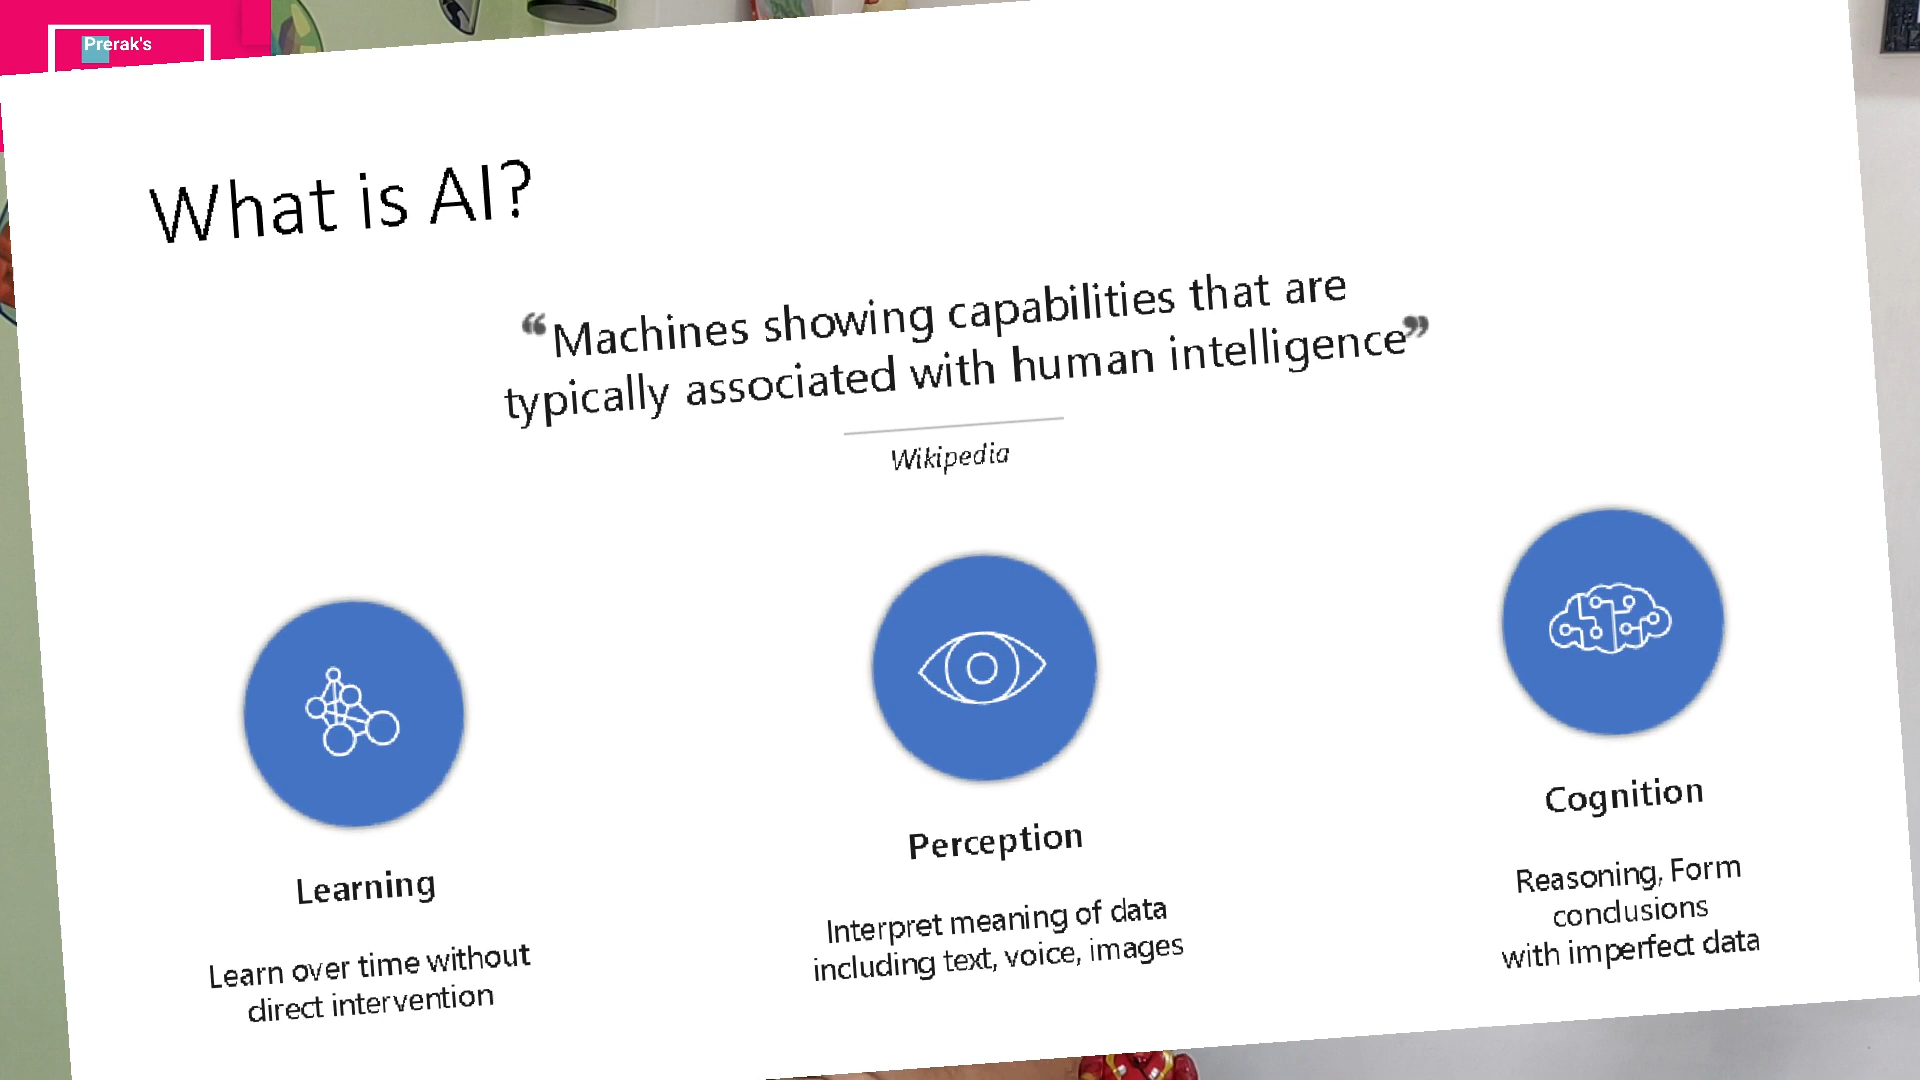 Prerak's
What is AI?
“Machines showing capabilities that are
typically associated with human intelligence”
Wikipedia
Learning
Learn over time without
direct intervention
Perception
Interpret meaning of data
including text, voice, images
Cognition
Reasoning, Form
conclusions
with imperfect data